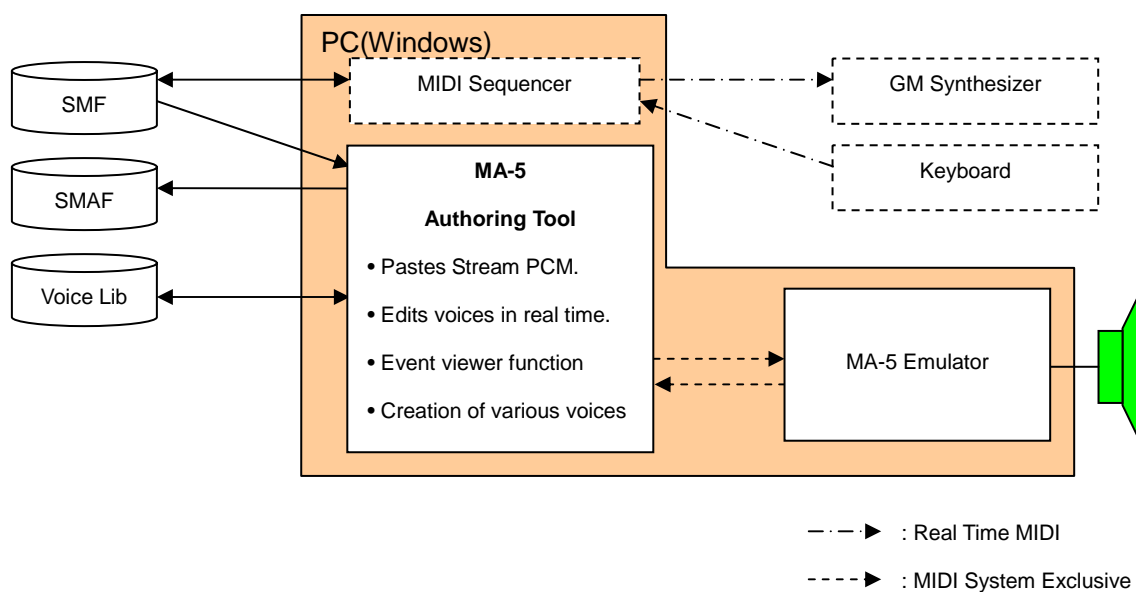 PC(Windows)
SMF
MIDI Sequencer
GM Synthesizer
Keyboard
SMAF
Voice Lib
MA-5
Authoring Tool
• Pastes Stream PCM.
• Edits voices in real time.
• Event viewer function
• Creation of various voices
MA-5 Emulator
: Real Time MIDI
: MIDI System Exclusive